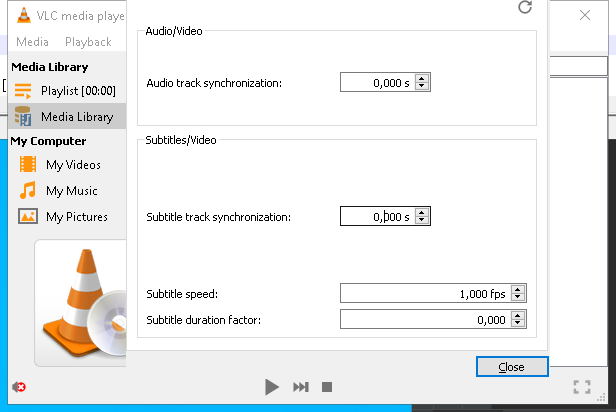 VLC media playe
Media Playback
Media Library
Playlist [00:00]
Media Library
My Computer
My Videos
My Music
My Pictures
Audio/Video
Audio track synchronization: 0,000 s
Subtitles/Video
Subtitle track synchronization: 0,000 s
Subtitle speed: 1,000 fps
Subtitle duration factor: 0,000
Close